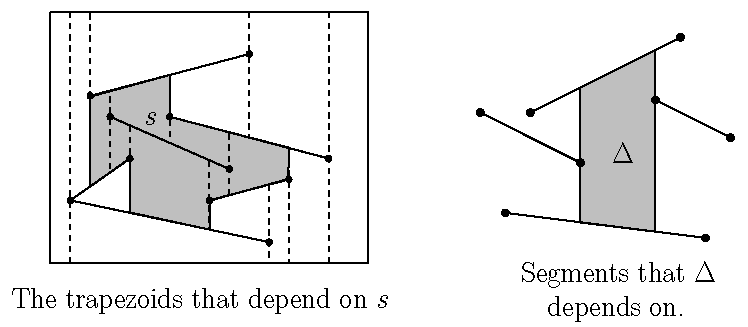 s
The trapezoids that depend on s
Δ
Segments that Δ
depends on.